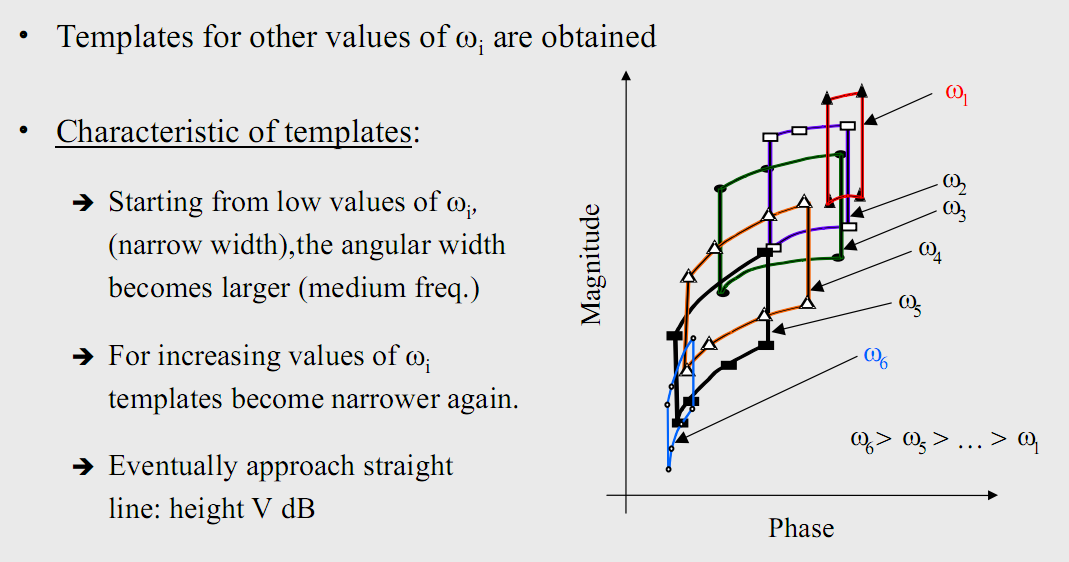 • Templates for other values of ωᵢ are obtained
• Characteristic of templates:
➔ Starting from low values of ωᵢ,
(narrow width),the angular width
becomes larger (medium freq.)
➔ For increasing values of ωᵢ
templates become narrower again.
➔ Eventually approach straight
line: height V dB
Magnitude
ω₁
ω₂
ω₃
ω₄
ω₅
ω₆
ω₆> ω₅ > … > ω₁
Phase